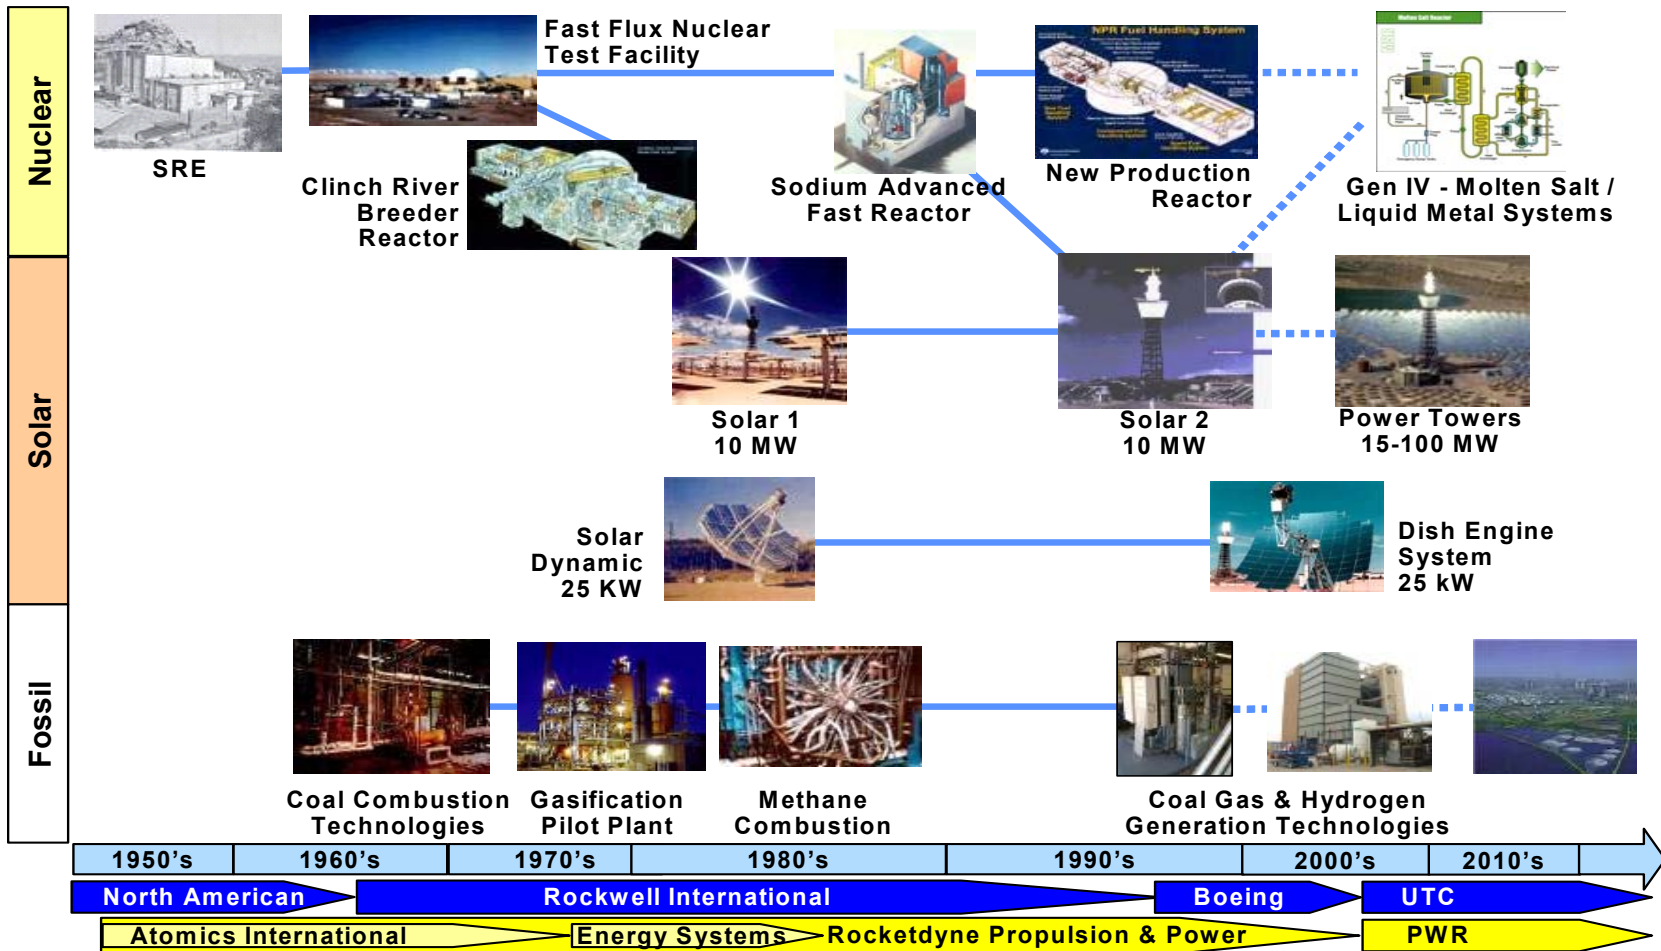 Nuclear
Fast Flux Nuclear
Test Facility
NPR Fuel Handling System
Molten Salt Reactor
SRE
Clinch River
Breeder
Reactor
Sodium Advanced
Fast Reactor
New Production
Reactor
Gen IV - Molten Salt /
Liquid Metal Systems
Solar
Solar 1
10 MW
Solar 2
10 MW
Power Towers
15-100 MW
Solar
Dynamic
25 KW
Dish Engine
System
25 kW
Fossil
Coal Combustion
Technologies
Gasification
Pilot Plant
Methane
Combustion
Coal Gas & Hydrogen
Generation Technologies
1950's 1960's 1970's 1980's 1990's 2000's 2010's
North American Rockwell International Boeing UTC
Atomics International Energy Systems Rocketdyne Propulsion & Power PWR